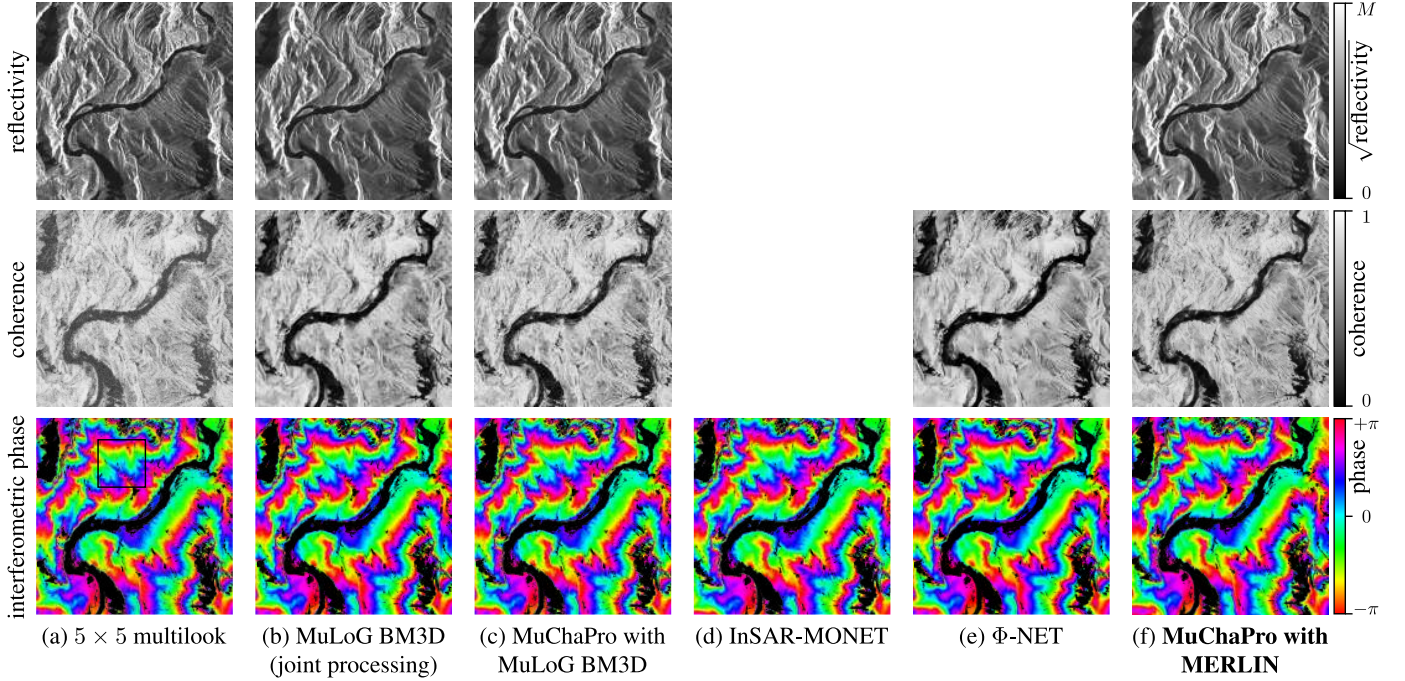 reflectivity
M
√reflectivity
0
coherence
1
coherence
0
interferometric phase
+π
phase
0
−π
(a) 5 × 5 multilook
(b) MuLoG BM3D
(joint processing)
(c) MuChaPro with
MuLoG BM3D
(d) InSAR-MONET
(e) Φ-NET
(f) MuChaPro with
MERLIN